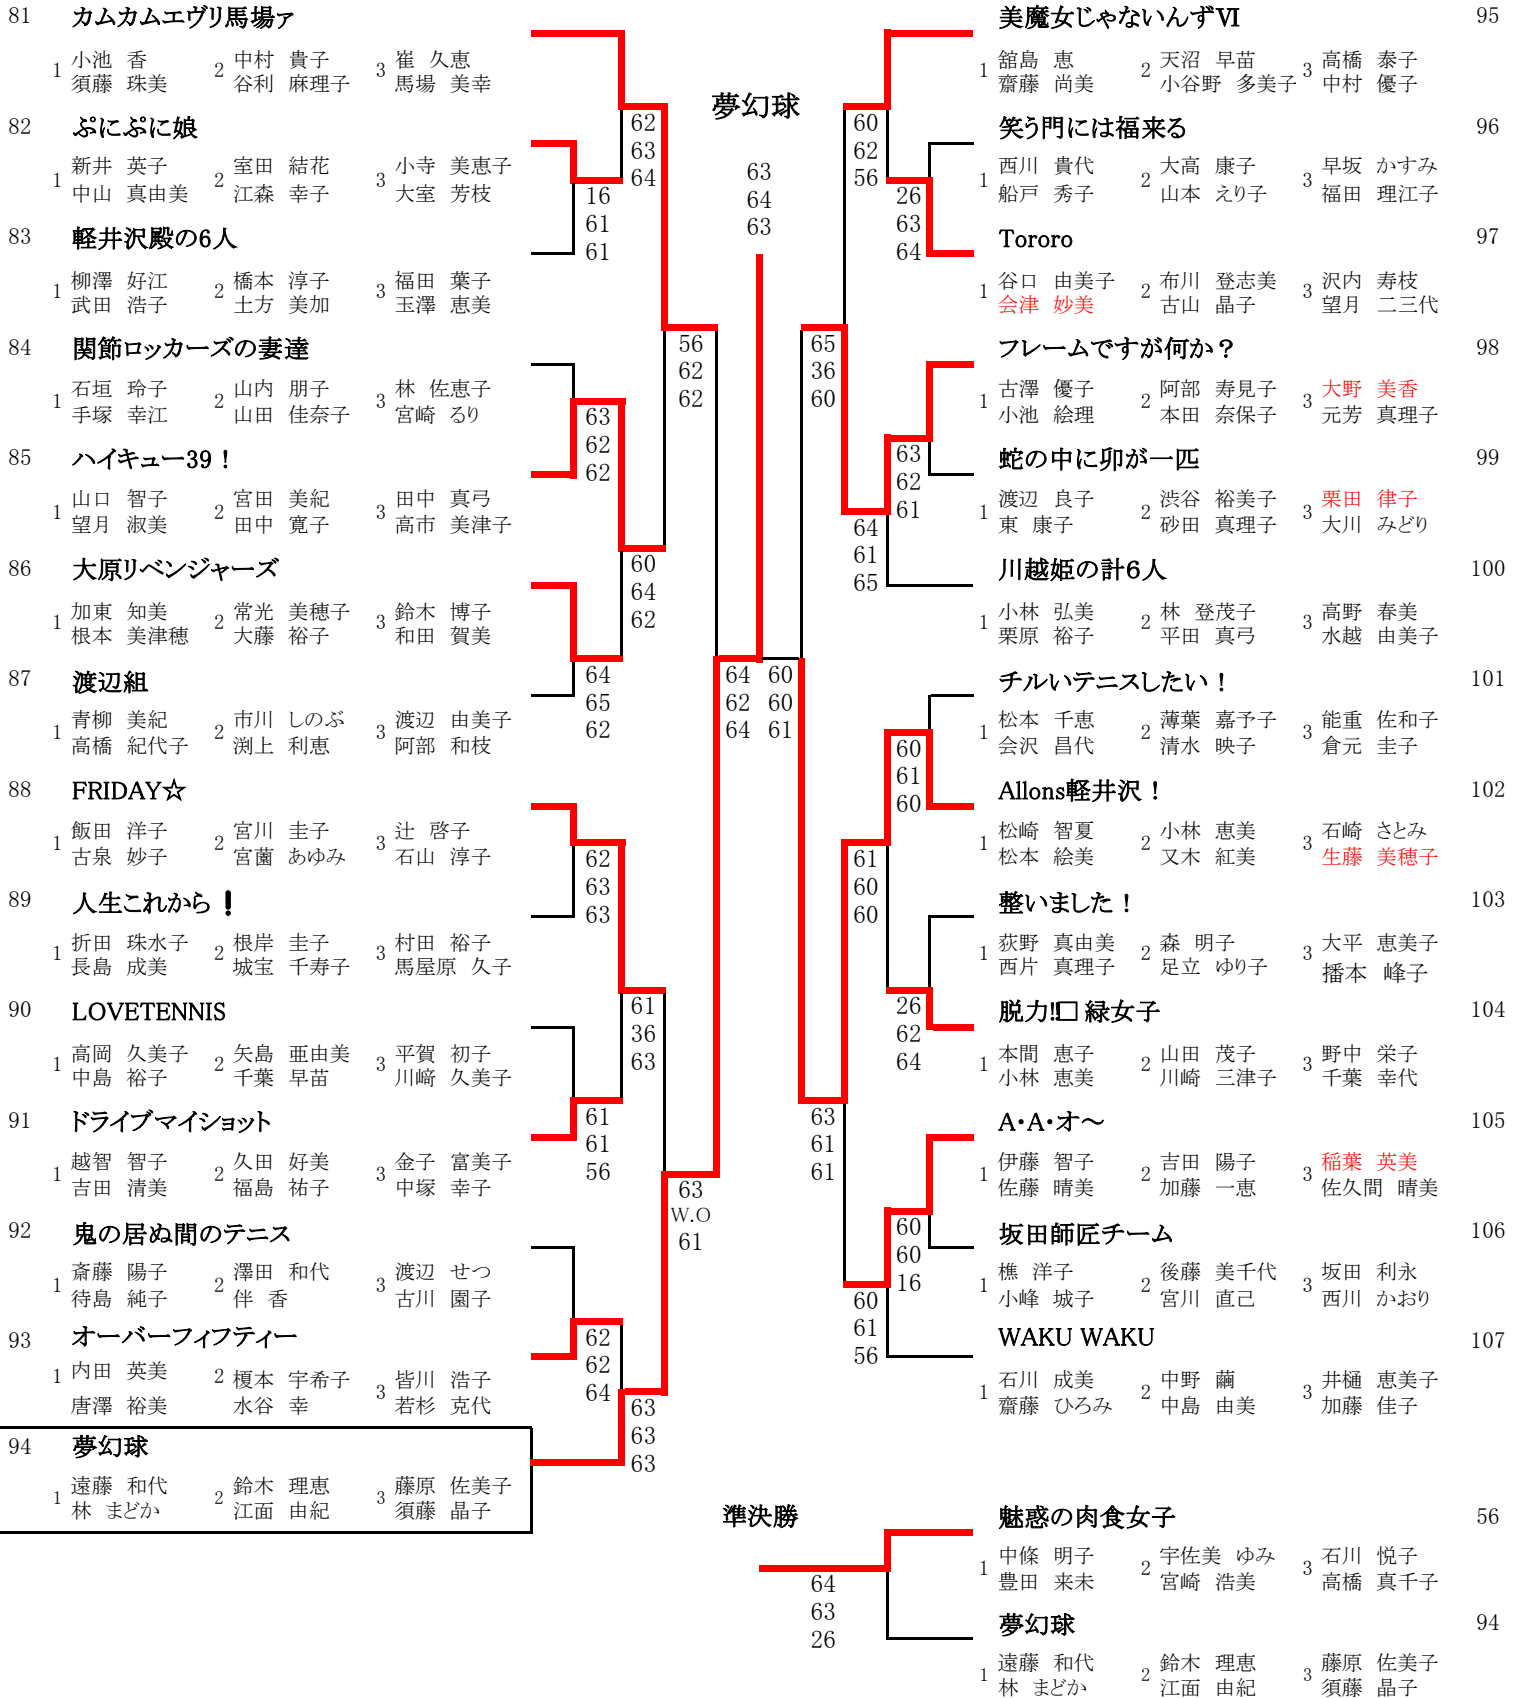 81 カムカムエヴリ馬場ァ
1 小池 香 2 中村 貴子 3 崔 久恵
須藤 珠美 谷利 麻理子 馬場 美幸
82 ぷにぷに娘
1 新井 英子 2 室田 結花 3 小寺 美恵子
中山 真由美 江森 幸子 大室 芳枝
83 軽井沢殿の6人
1 柳澤 好江 2 橋本 淳子 3 福田 葉子
武田 浩子 土方 美加 玉澤 恵美
84 関節ロッカーズの妻達
1 石垣 玲子 2 山内 朋子 3 林 佐恵子
手塚 幸江 山田 佳奈子 宮崎 るり
85 ハイキュー39！
1 山口 智子 2 宮田 美紀 3 田中 真弓
望月 淑美 田中 寛子 高市 美津子
86 大原リベンジャーズ
1 加東 知美 2 常光 美穂子 3 鈴木 博子
根本 美津穂 大藤 裕子 和田 賀美
87 渡辺組
1 青柳 美紀 2 市川 しのぶ 3 渡辺 由美子
高橋 紀代子 渕上 利恵 阿部 和枝
88 FRIDAY☆
1 飯田 洋子 2 宮川 圭子 3 辻 啓子
古泉 妙子 宮薗 あゆみ 石山 淳子
89 人生これから❗
1 折田 珠水子 2 根岸 圭子 3 村田 裕子
長島 成美 城宝 千寿子 馬屋原 久子
90 LOVETENNIS
1 高岡 久美子 2 矢島 亜由美 3 平賀 初子
中島 裕子 千葉 早苗 川﨑 久美子
91 ドライブマイショット
1 越智 智子 2 久田 好美 3 金子 富美子
吉田 清美 福島 祐子 中塚 幸子
92 鬼の居ぬ間のテニス
1 斎藤 陽子 2 澤田 和代 3 渡辺 せつ
待島 純子 伴 香 古川 園子
93 オーバーフィフティー
1 内田 英美 2 榎本 宇希子 3 皆川 浩子
唐澤 裕美 水谷 幸 若杉 克代
94 夢幻球
1 遠藤 和代 2 鈴木 理恵 3 藤原 佐美子
林 まどか 江面 由紀 須藤 晶子
16
61
61
63
62
62
64
65
62
62
63
63
61
61
56
62
62
64
62
63
64
60
64
62
61
36
63
63
63
63
56
62
62
63
W.O
61
64
62
64
夢幻球
63
64
63
60
60
61
65
36
60
63
61
61
60
62
56
64
61
65
61
60
60
60
61
56
26
63
64
63
62
61
60
61
60
26
62
64
60
60
16
美魔女じゃないんずⅥ 95
1 舘島 恵 2 天沼 早苗 3 高橋 泰子
齋藤 尚美 小谷野 多美子 中村 優子
笑う門には福来る 96
1 西川 貴代 2 大高 康子 3 早坂 かすみ
船戸 秀子 山本 えり子 福田 理江子
Tororo 97
1 谷口 由美子 2 布川 登志美 3 沢内 寿枝
会津 妙美 古山 晶子 望月 二三代
フレームですが何か？ 98
1 古澤 優子 2 阿部 寿見子 3 大野 美香
小池 絵理 本田 奈保子 元芳 真理子
蛇の中に卯が一匹 99
1 渡辺 良子 2 渋谷 裕美子 3 栗田 律子
東 康子 砂田 真理子 大川 みどり
川越姫の計6人 100
1 小林 弘美 2 林 登茂子 3 高野 春美
栗原 裕子 平田 真弓 水越 由美子
チルいテニスしたい！ 101
1 松本 千恵 2 薄葉 嘉予子 3 能重 佐和子
会沢 昌代 清水 映子 倉元 圭子
Allons軽井沢！ 102
1 松崎 智夏 2 小林 恵美 3 石崎 さとみ
松本 絵美 又木 紅美 生藤 美穂子
整いました！ 103
1 荻野 真由美 2 森 明子 3 大平 恵美子
西片 真理子 足立 ゆり子 播本 峰子
脱力‼□ 緑女子 104
1 本間 恵子 2 山田 茂子 3 野中 栄子
小林 恵美 川崎 三津子 千葉 幸代
A・A・オ～ 105
1 伊藤 智子 2 吉田 陽子 3 稲葉 英美
佐藤 晴美 加藤 一恵 佐久間 晴美
坂田師匠チーム 106
1 樵 洋子 2 後藤 美千代 3 坂田 利永
小峰 城子 宮川 直己 西川 かおり
WAKU WAKU 107
1 石川 成美 2 中野 繭 3 井樋 恵美子
齋藤 ひろみ 中島 由美 加藤 佳子
準決勝
64
63
26
魅惑の肉食女子 56
1 中條 明子 2 宇佐美 ゆみ 3 石川 悦子
豊田 来未 宮崎 浩美 高橋 真千子
夢幻球 94
1 遠藤 和代 2 鈴木 理恵 3 藤原 佐美子
林 まどか 江面 由紀 須藤 晶子